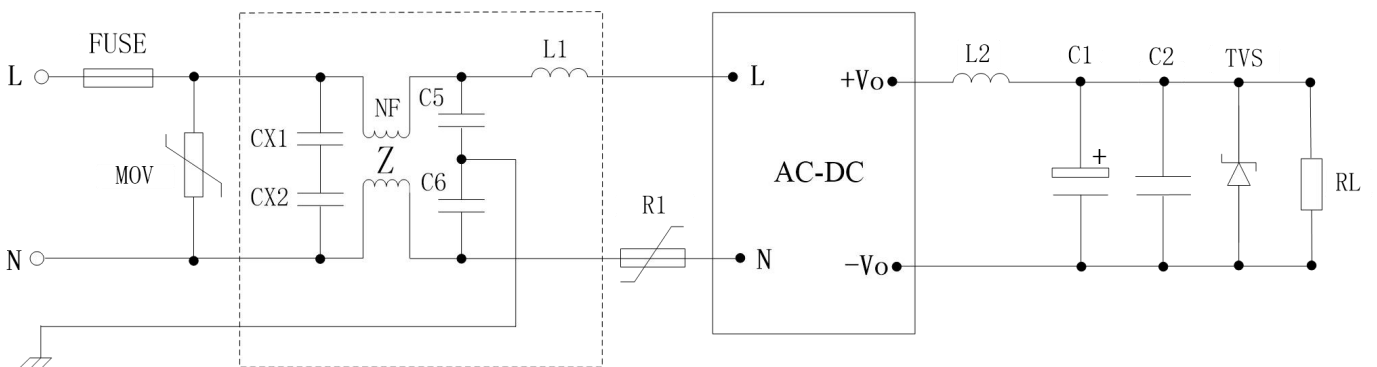 FUSE
L
MOV
N
CX1
CX2
NF
Z
C5
C6
L1
R1
L
N
AC-DC
+Vo
-Vo
L2
C1
+
C2
TVS
RL